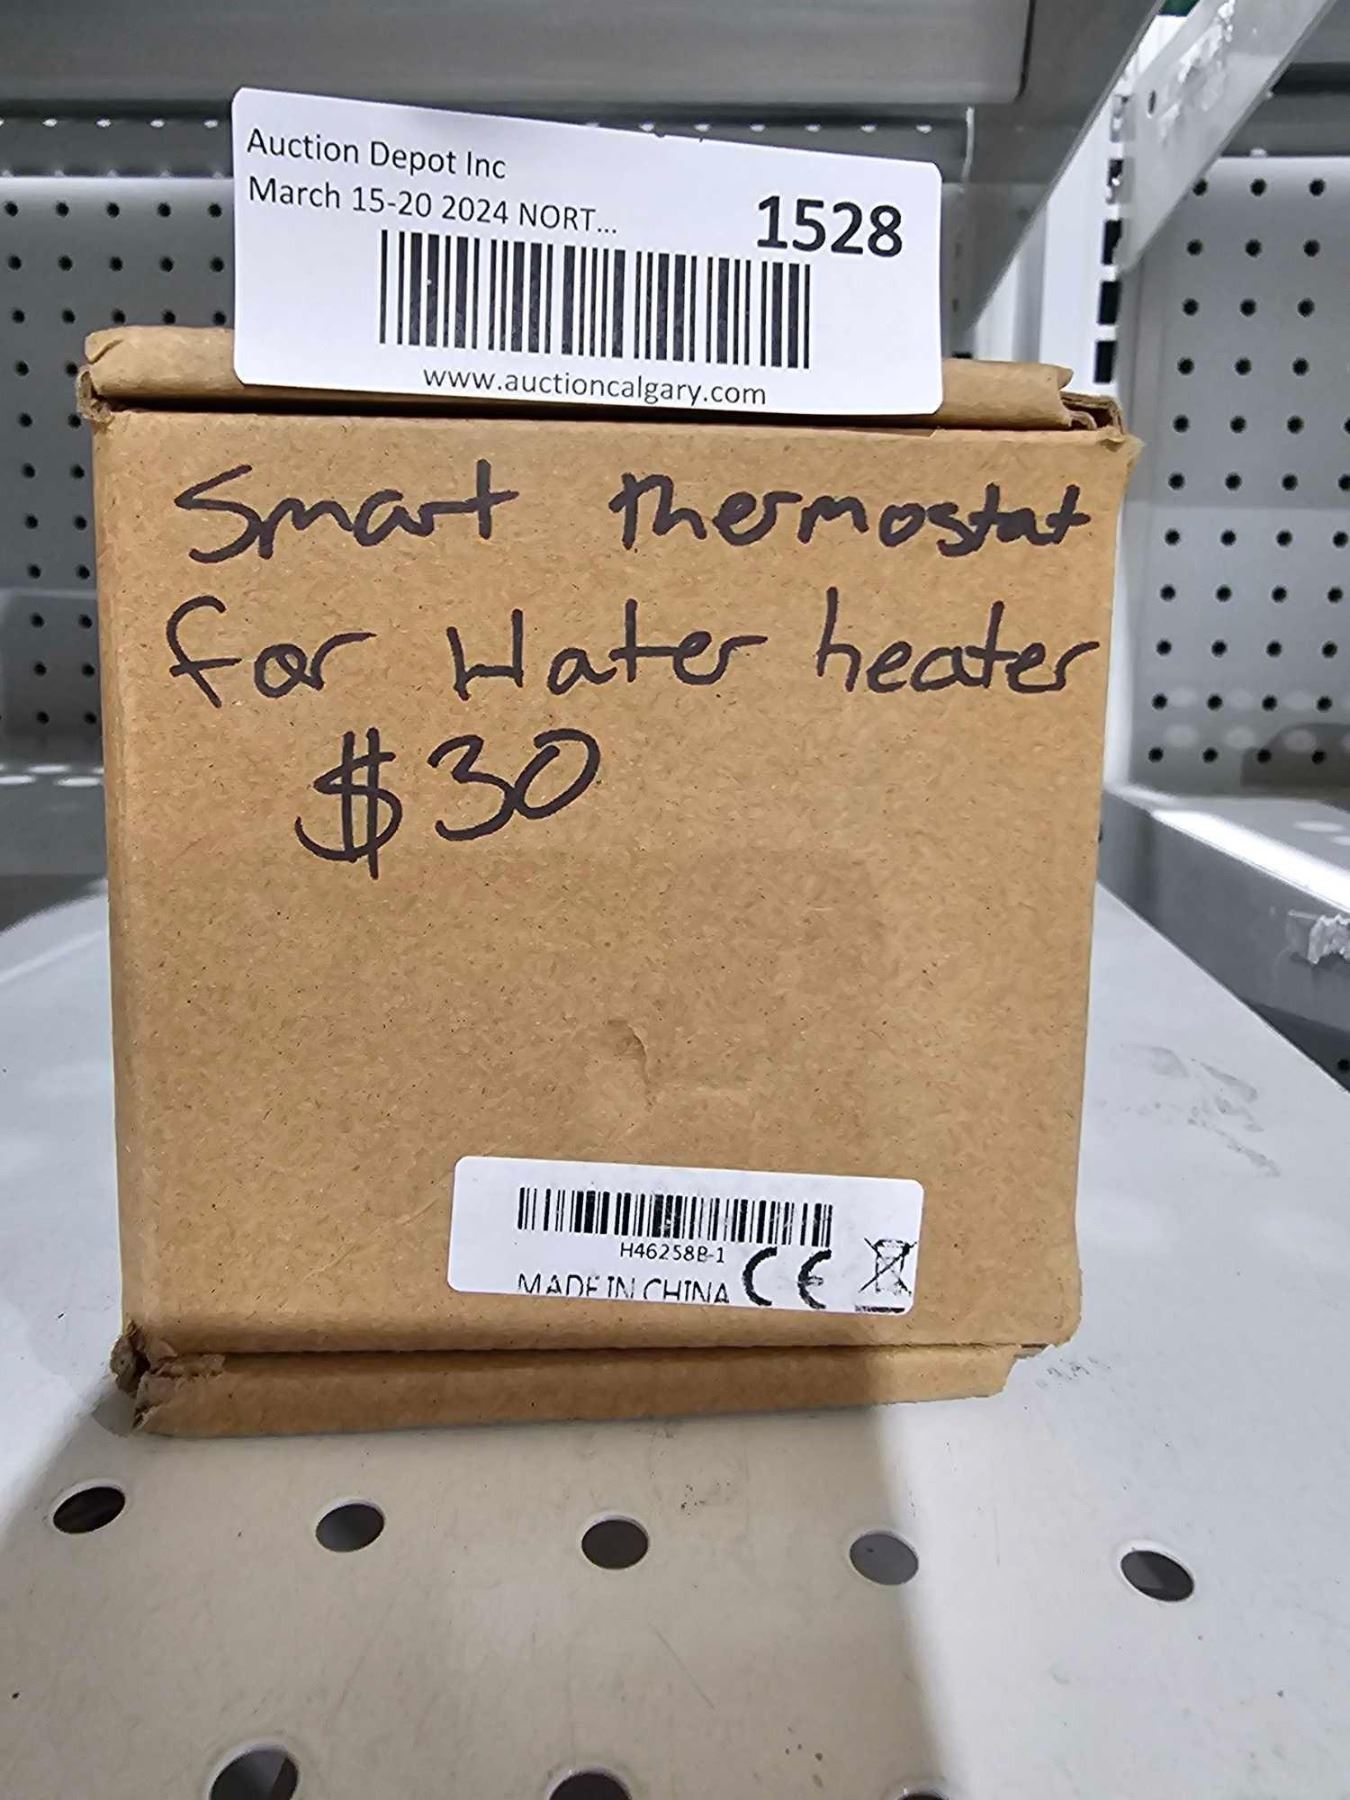 Auction Depot Inc
March 15-20 2024 NORT...
1528
www.auctioncalgary.com
Smart thermostat
for Water heater
$30
H46258B-1
MADE IN CHINA CE